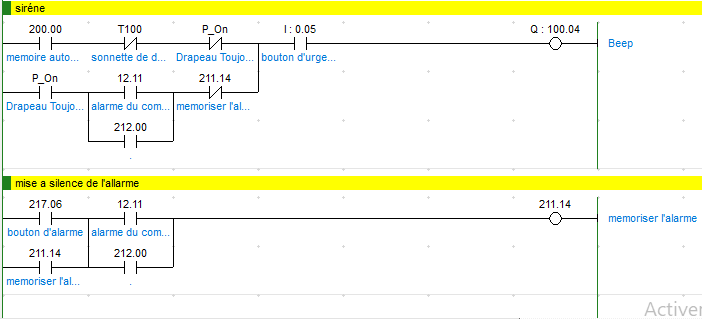 siréne
200.00 T100 P_On I : 0.05 Q : 100.04
memoire auto... sonnette de d... Drapeau Toujo... bouton d'urge... Beep
P_On 12.11 211.14
Drapeau Toujo... alarme du com... memoriser l'al...
212.00
.
mise a silence de l'allarme
217.06 12.11 211.14
bouton d'alarme alarme du com... memoriser l'alarme
211.14 212.00
memoriser l'al... .
Activer